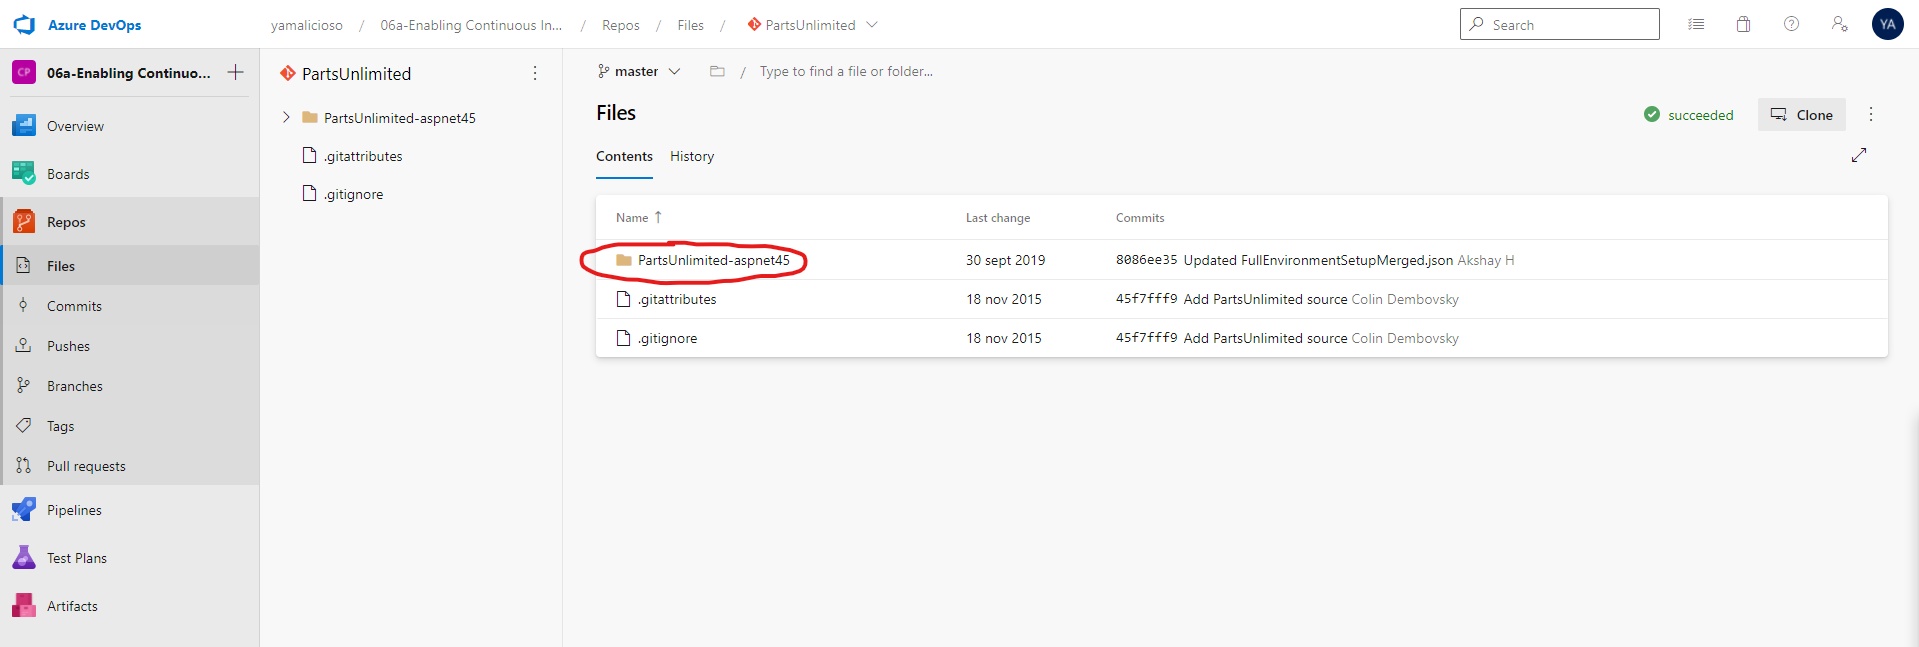 Azure DevOps
yamalicioso / 06a-Enabling Continuous In... / Repos / Files / PartsUnlimited
Search
YA
CP 06a-Enabling Continuo...
Overview
Boards
Repos
Files
Commits
Pushes
Branches
Tags
Pull requests
Pipelines
Test Plans
Artifacts
PartsUnlimited
PartsUnlimited-aspnet45
.gitattributes
.gitignore
master / Type to find a file or folder...
Files
succeeded
Clone
Contents History
Name Last change Commits
PartsUnlimited-aspnet45 30 sept 2019 8086ee35 Updated FullEnvironmentSetupMerged.json Akshay H
.gitattributes 18 nov 2015 45f7fff9 Add PartsUnlimited source Colin Dembovsky
.gitignore 18 nov 2015 45f7fff9 Add PartsUnlimited source Colin Dembovsky